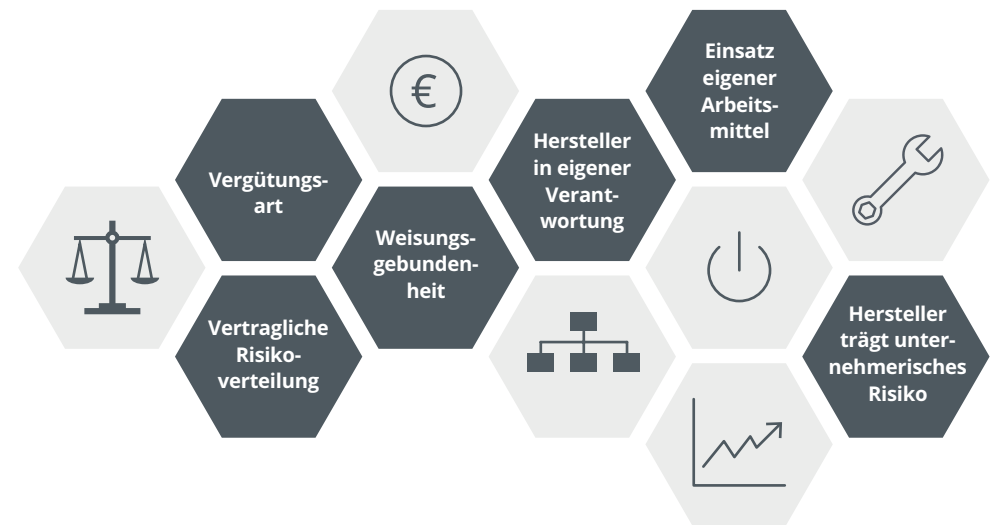 €
Einsatz
eigener
Arbeits-
mittel
Vergütungs-
art
Hersteller
in eigener
Verant-
wortung
Weisungs-
gebunden-
heit
Vertragliche
Risiko-
verteilung
Hersteller
trägt unter-
nehmerisches
Risiko